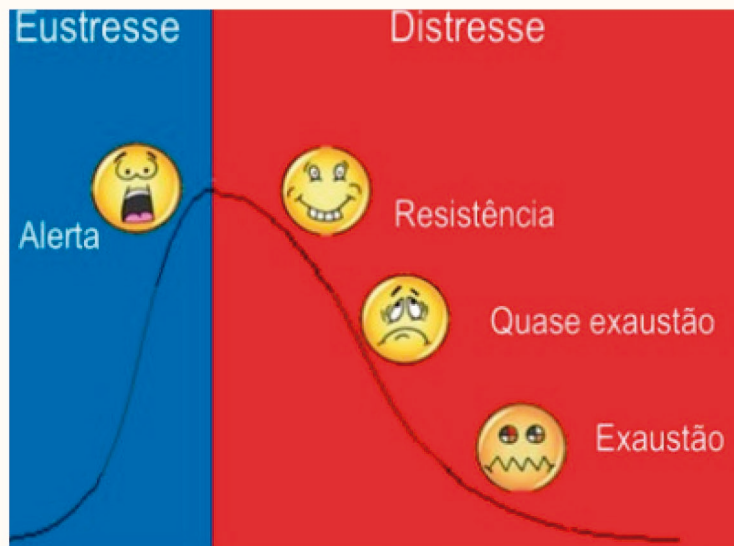 Eustresse
Distresse
Alerta
Resistência
Quase exaustão
Exaustão